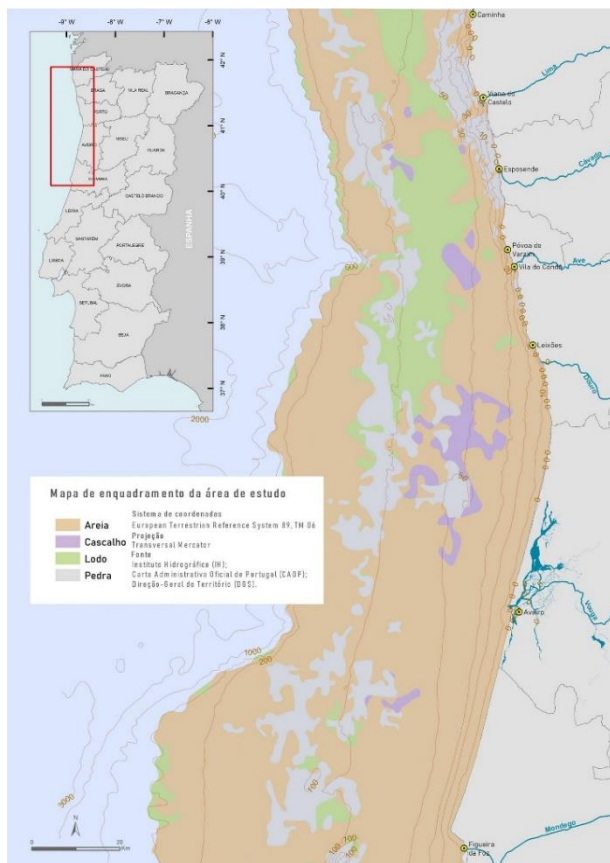 -9° W
-8° W
-7° W
-6° W
42° N
41° N
40° N
39° N
38° N
37° N
VIANA DO CASTELO
BRAGA
VILA REAL
BRAGANÇA
PORTO
AVEIRO
VISEU
GUARDA
COIMBRA
CASTELO BRANCO
LEIRIA
SANTARÉM
PORTALEGRE
LISBOA
ÉVORA
SETÚBAL
BEJA
FARO
ESPANHA
Caminha
Lima
Viana do
Castelo
Cávado
Esposende
Póvoa de
Varzim
Ave
Vila do Conde
Leixões
Douro
2000
Mapa de enquadramento da área de estudo
Sistema de coordenadas
Areia
European Terrestrian Reference System 89, TM 06
Projeção
Cascalho
Transversal Mercator
Fonte
Lodo
Instituto Hidrográfico (IH);
Pedra
Carta Administrativa Oficial de Portugal (CAOP);
Direção-Geral do Território (DGS).
Aveiro
Vouga
1000
200
3000
N
0
20
Km
100
Mondego
Figueira
da Foz